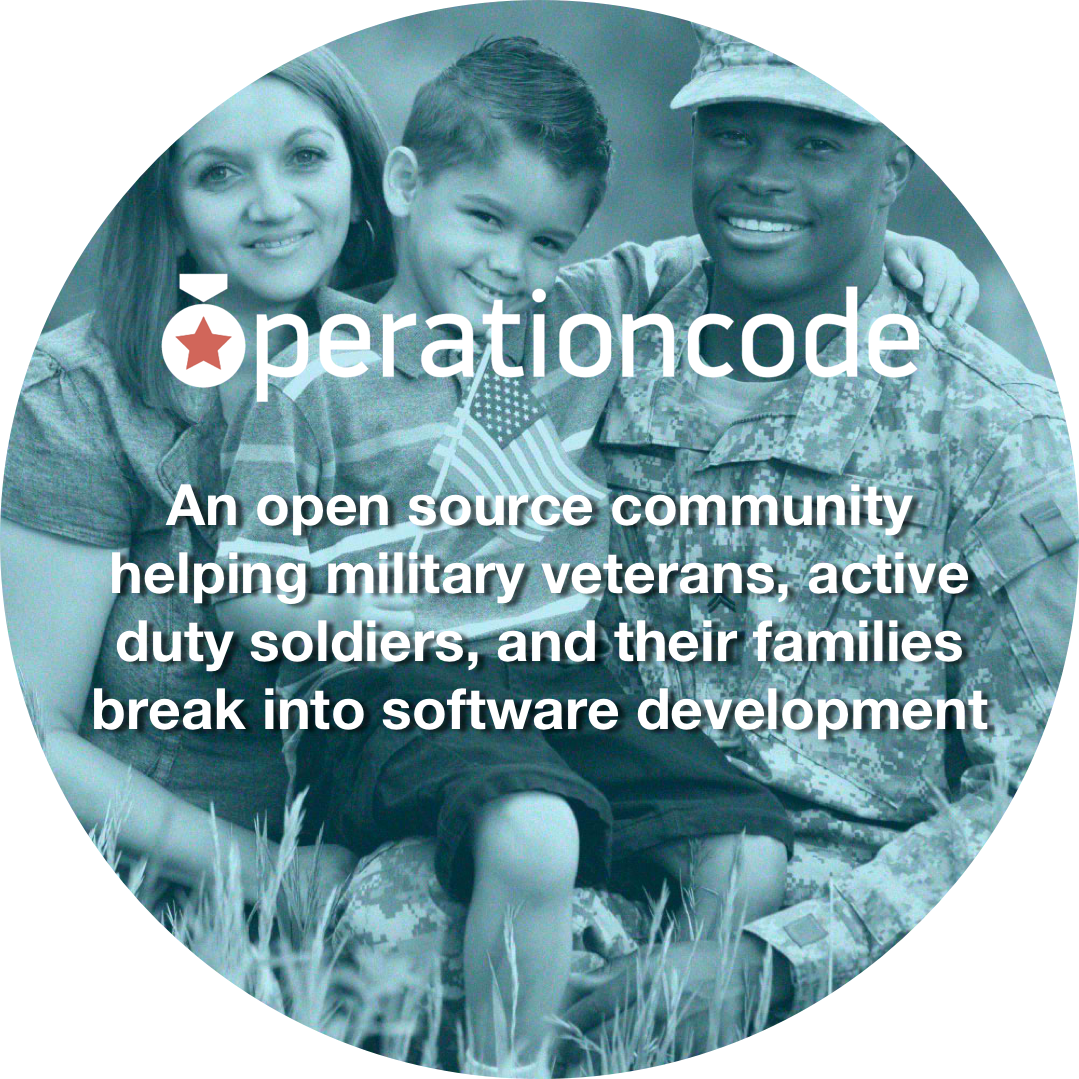 operationcode
An open source community
helping military veterans, active
duty soldiers, and their families
break into software development